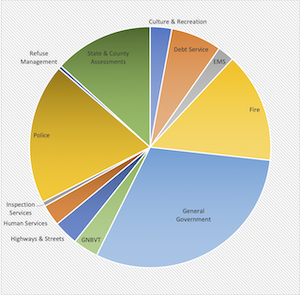 Culture & Recreation
Debt Service
EMS
Fire
General
Government
GNBVT
Highways & Streets
Human Services
Inspection ...
Services
Police
Refuse
Management
State & County
Assessments